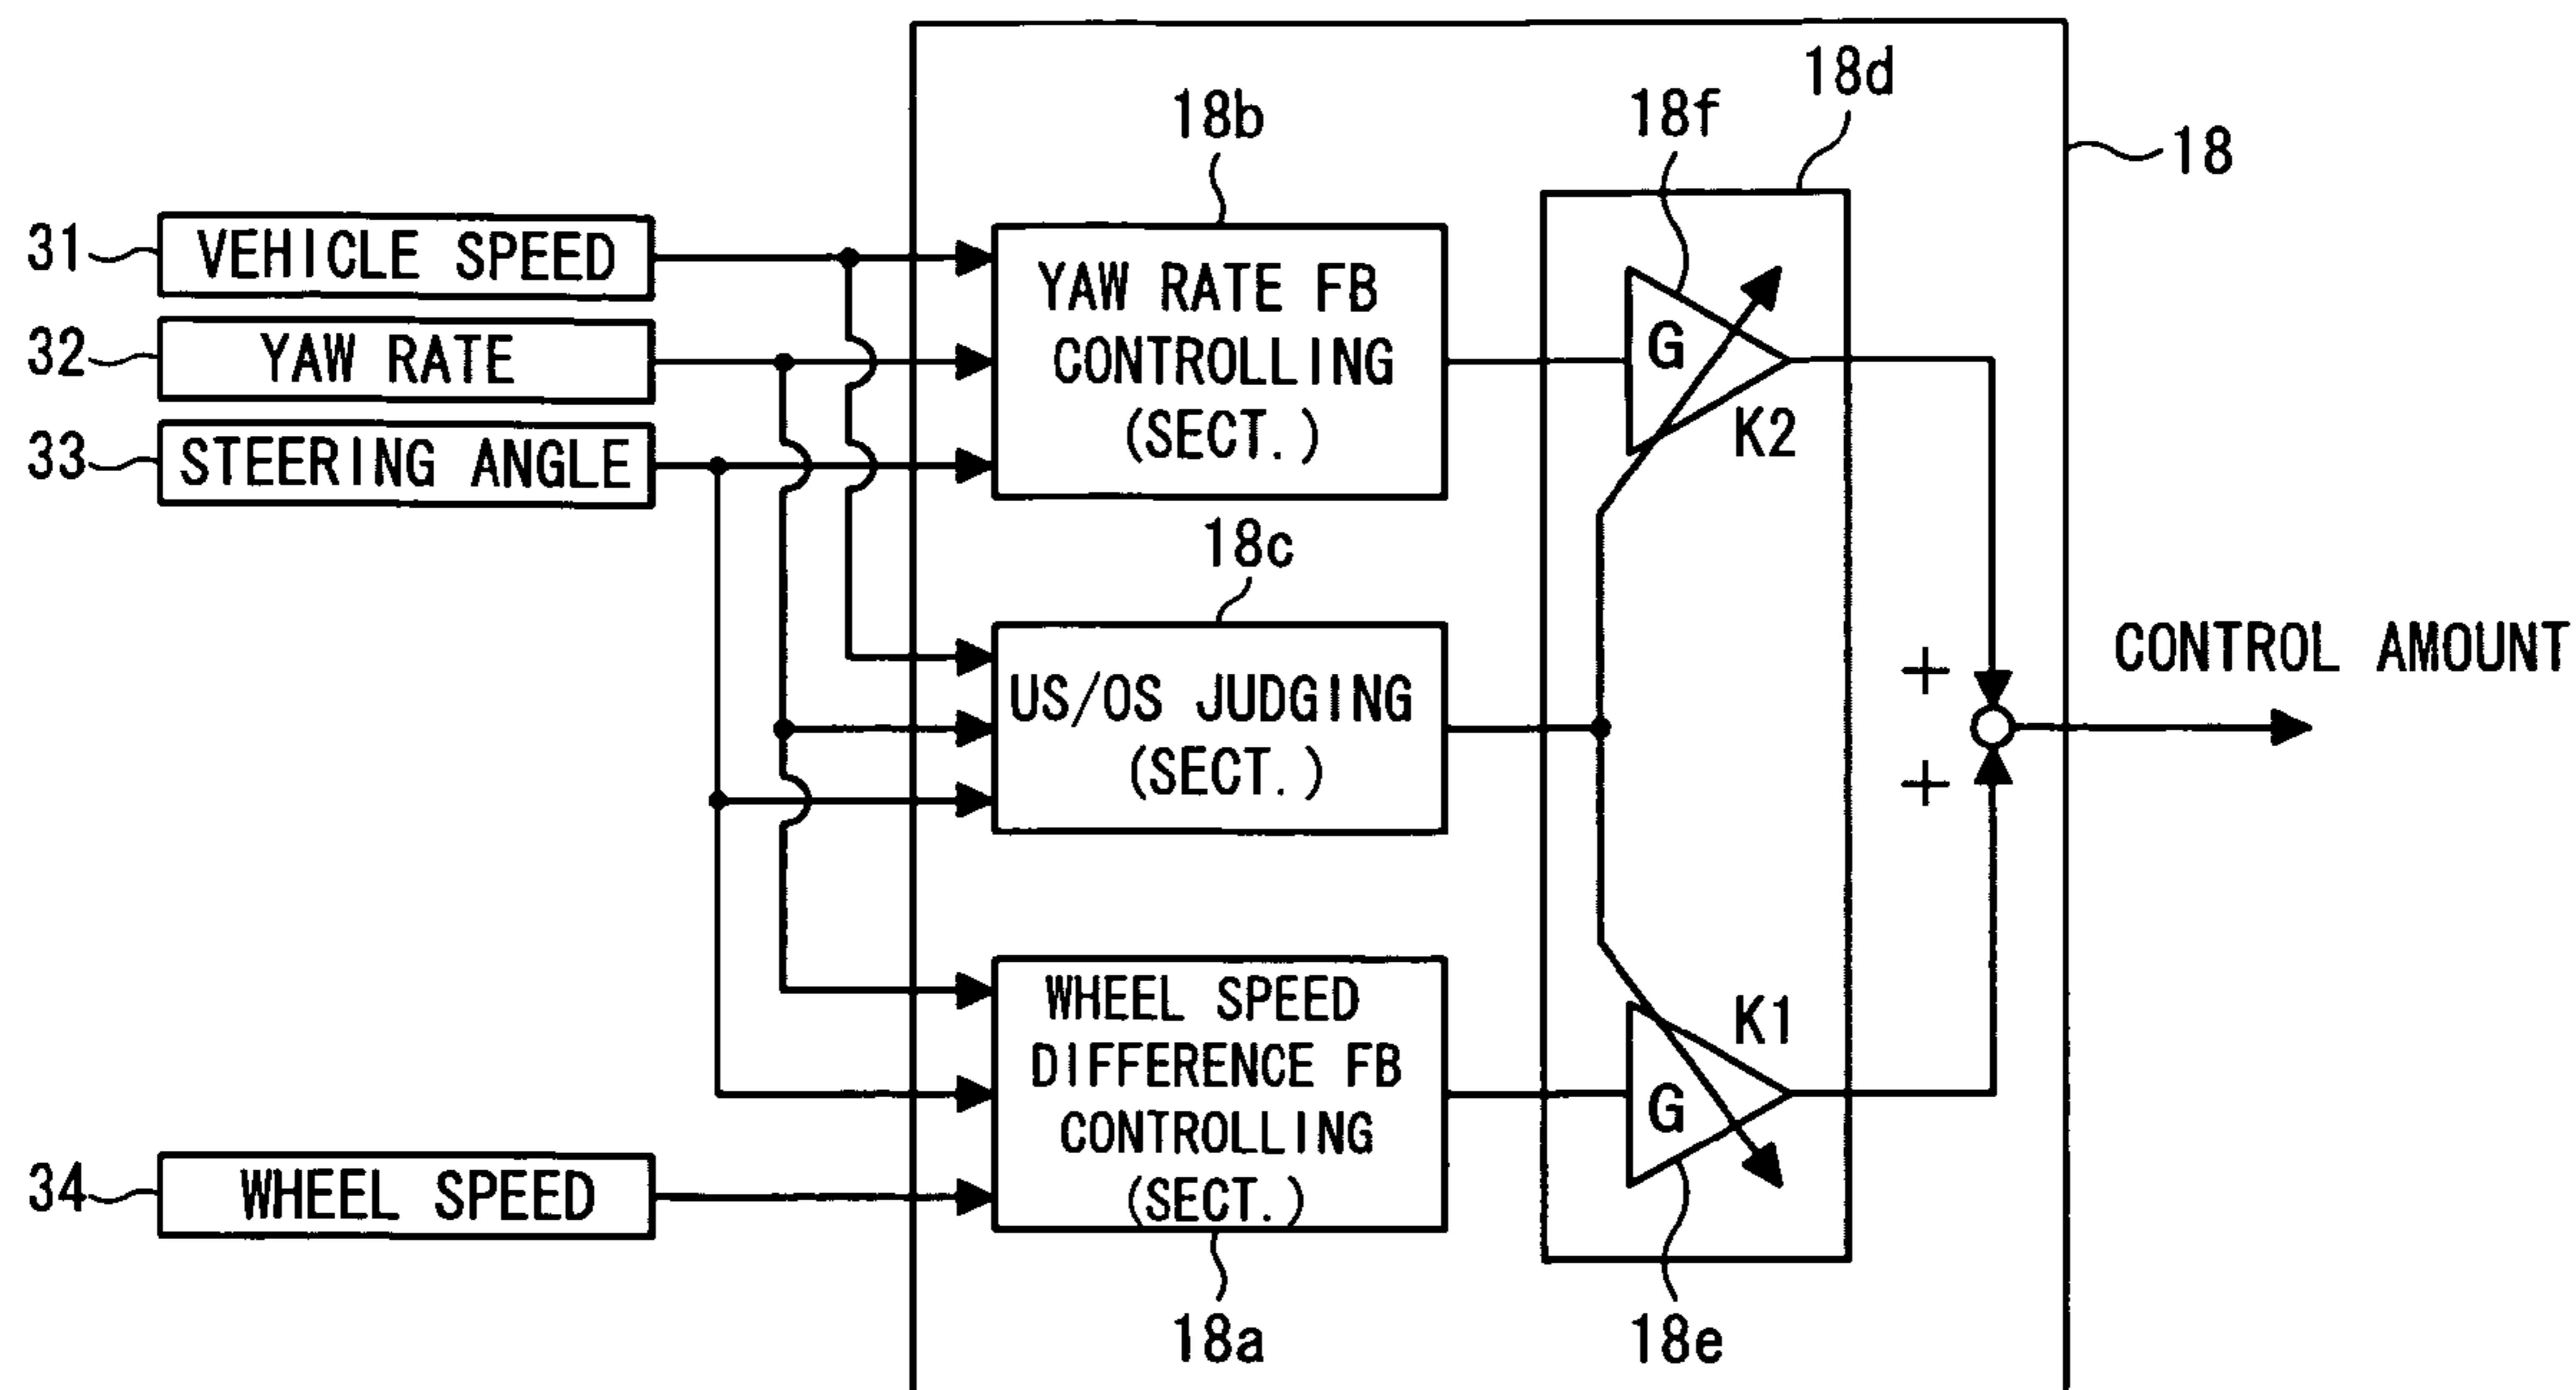 18d
18b
18f
18
31
VEHICLE SPEED
32
YAW RATE
33
STEERING ANGLE
YAW RATE FB
CONTROLLING
(SECT.)
G
K2
18c
US/OS JUDGING
(SECT.)
+
+
CONTROL AMOUNT
WHEEL SPEED
DIFFERENCE FB
CONTROLLING
(SECT.)
K1
G
34
WHEEL SPEED
18a
18e